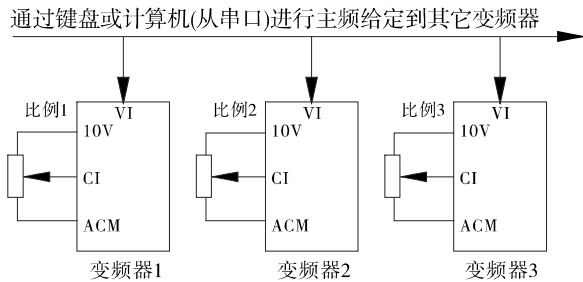 通过键盘或计算机(从串口)进行主频给定到其它变频器
比例1
VI
10V
CI
ACM
变频器1
比例2
VI
10V
CI
ACM
变频器2
比例3
VI
10V
CI
ACM
变频器3